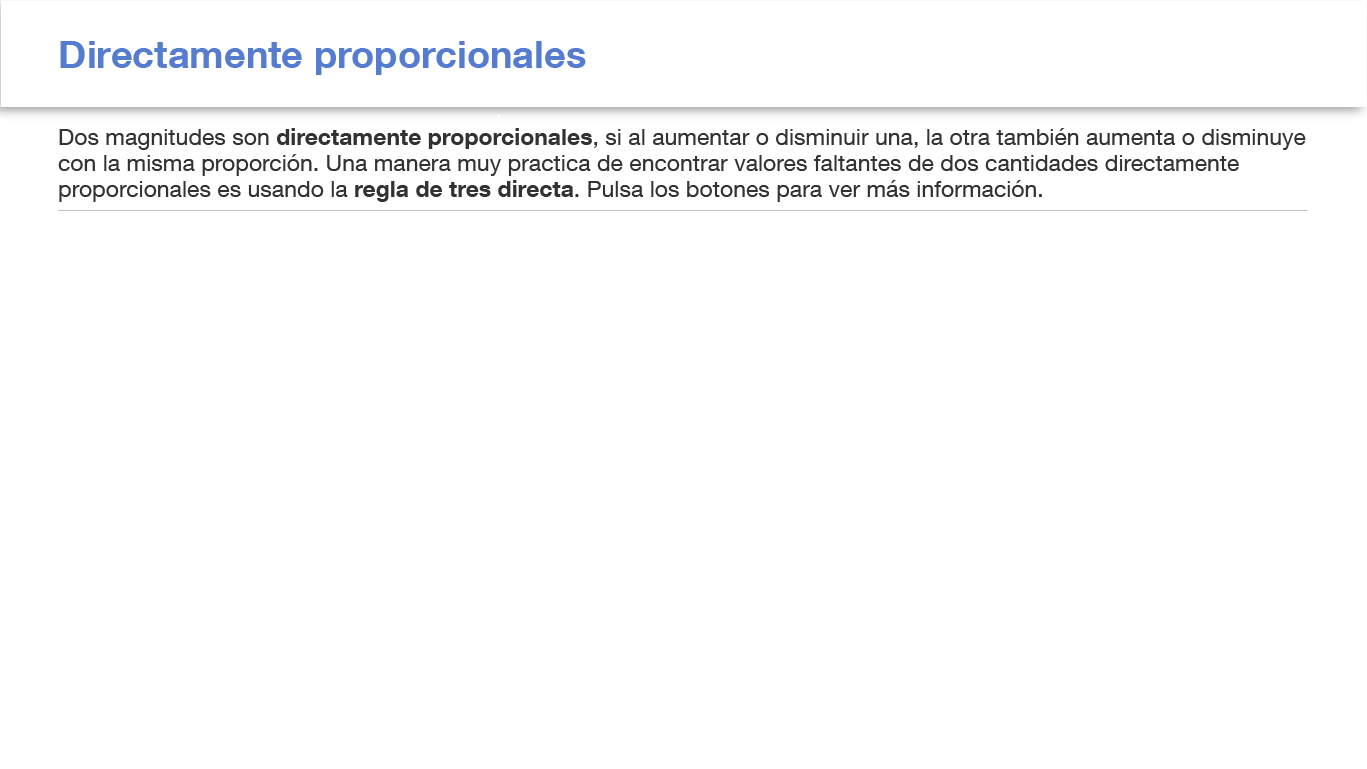 Directamente proporcionales
Dos magnitudes son directamente proporcionales, si al aumentar o disminuir una, la otra también aumenta o disminuye
con la misma proporción. Una manera muy practica de encontrar valores faltantes de dos cantidades directamente
proporcionales es usando la regla de tres directa. Pulsa los botones para ver más información.